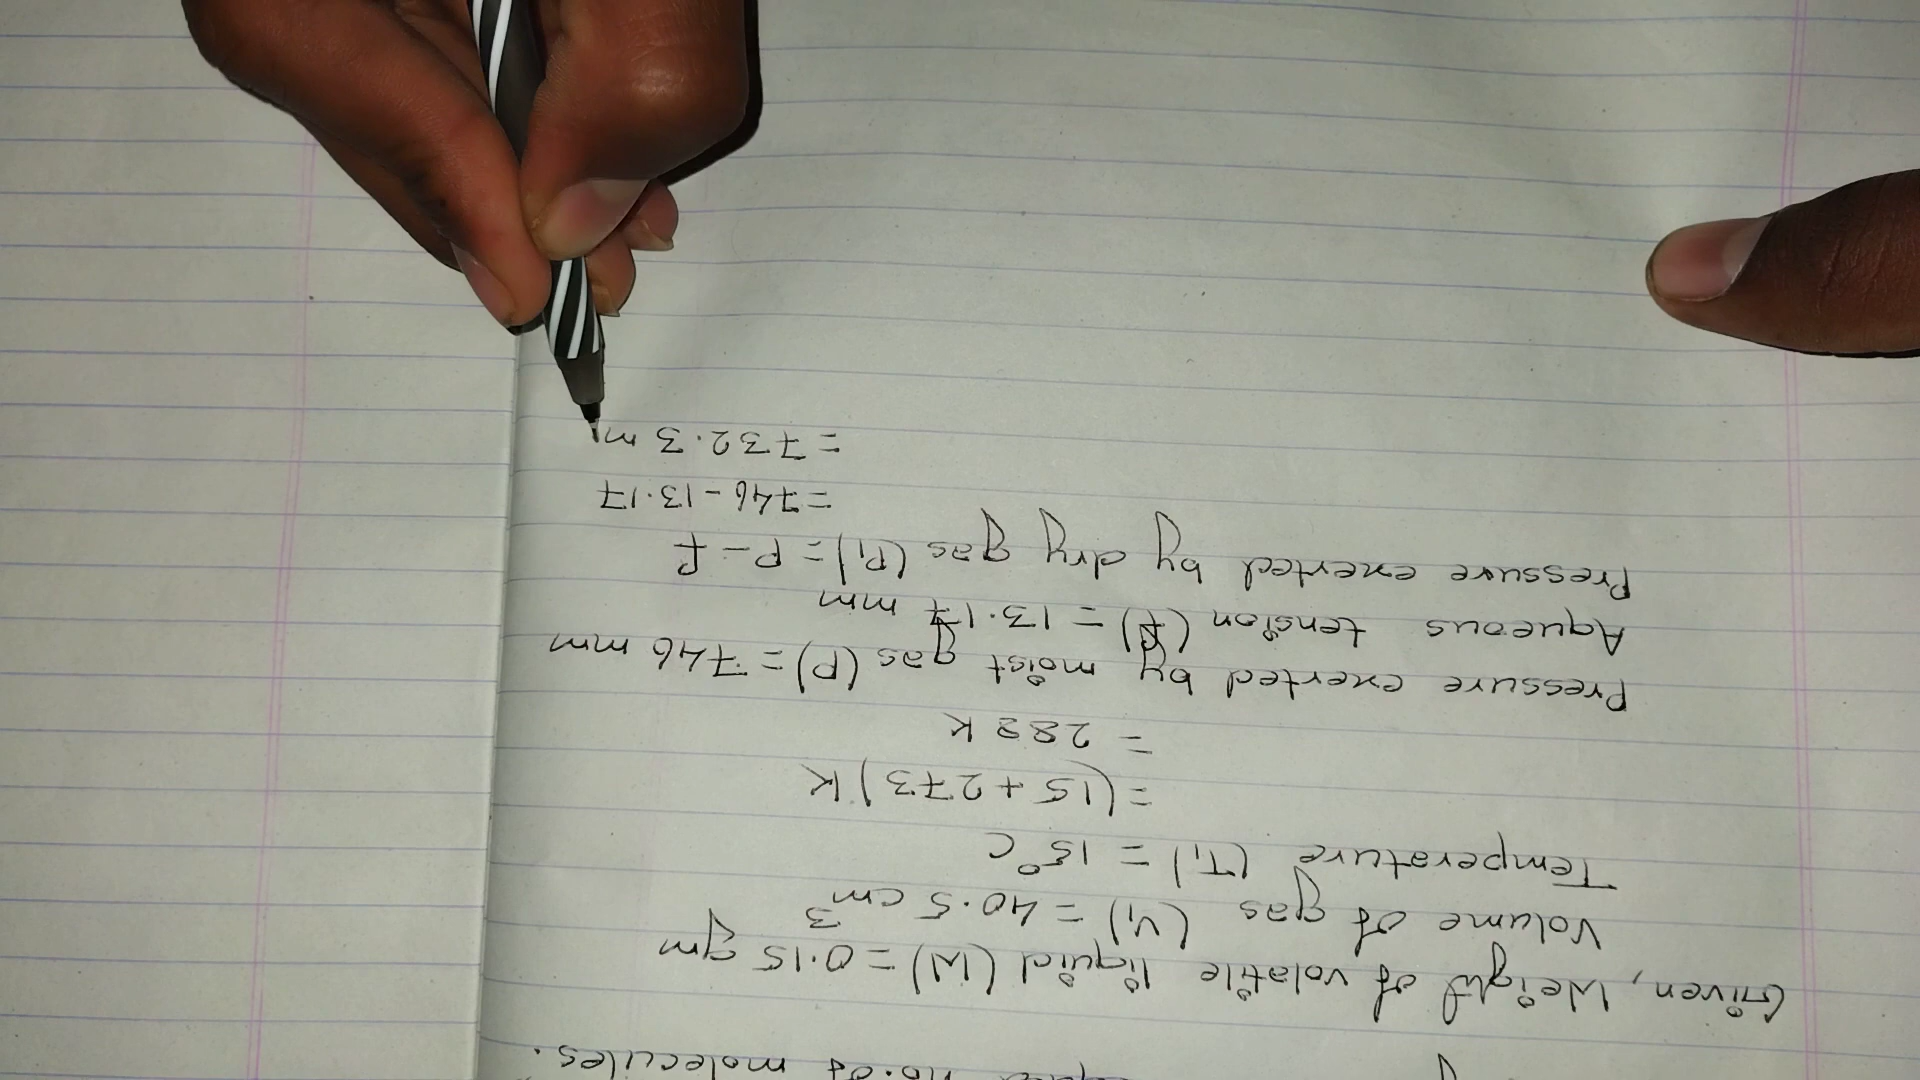 no. of molecules.
Given, Weight of volatile liquid (W) = 0.15 gm
Volume of gas (V₁) = 40.5 cm³
Temperature (T₁) = 15°C
= (15 + 273) K
= 288 K
Pressure exerted by moist gas (P) = 746 mm
Aqueous tension (f) = 13.17 mm
Pressure exerted by dry gas (P₁) = P - f
= 746 - 13.17
= 732.3 m